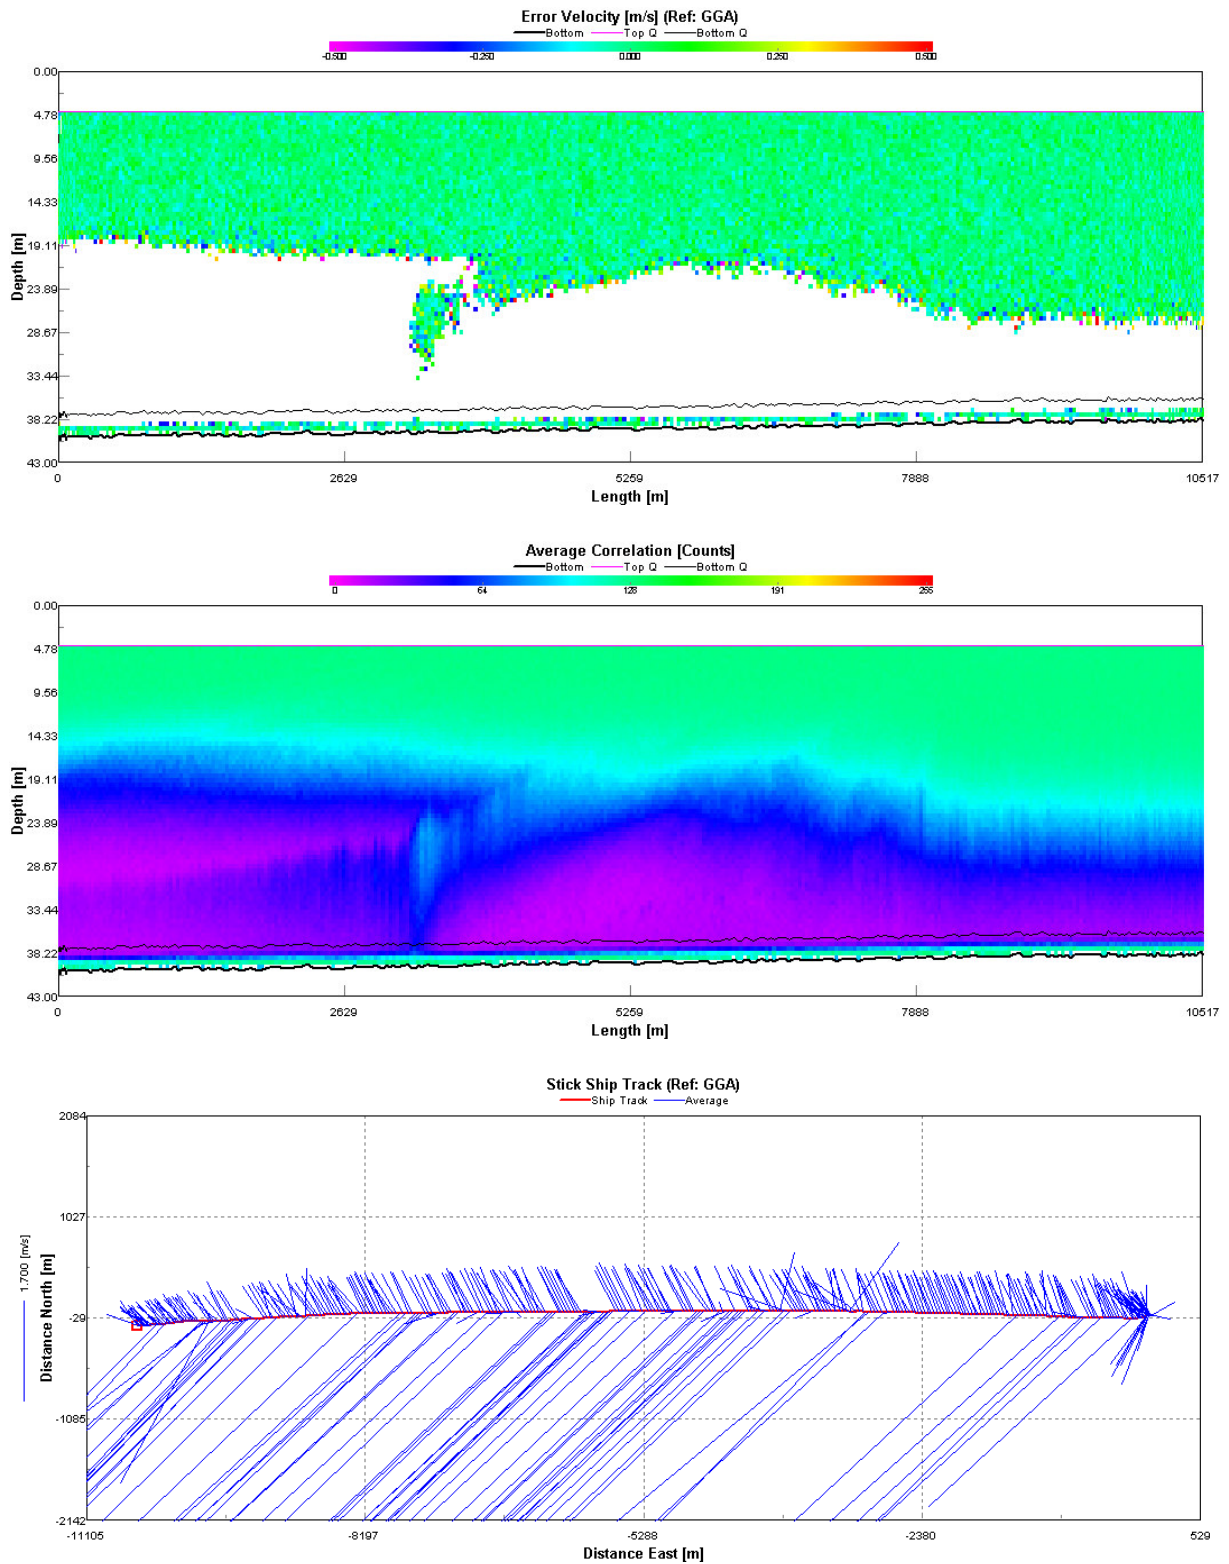 Error Velocity [m/s] (Ref: GGA)
Bottom Top Q Bottom Q
-0.500 -0.250 0.000 0.250 0.500
0.00
4.78
9.56
14.33
19.11
23.89
28.67
33.44
38.22
43.00
Depth [m]
0 2629 5259 7888 10517
Length [m]
Average Correlation [Counts]
Bottom Top Q Bottom Q
0 64 128 191 255
0.00
4.78
9.56
14.33
19.11
23.89
28.67
33.44
38.22
43.00
Depth [m]
0 2629 5259 7888 10517
Length [m]
Stick Ship Track (Ref: GGA)
Ship Track Average
2084
1027
-29
-1085
-2142
1.700 [m/s]
Distance North [m]
-11105 -8197 -5288 -2380 529
Distance East [m]